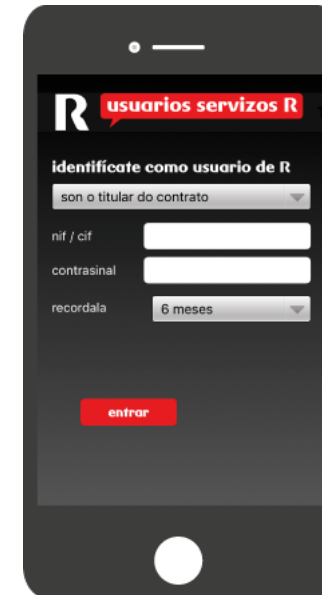 R usuarios servizos R
identifícate como usuario de R
son o titular do contrato
nif / cif
contrasinal
recordala 6 meses
entrar